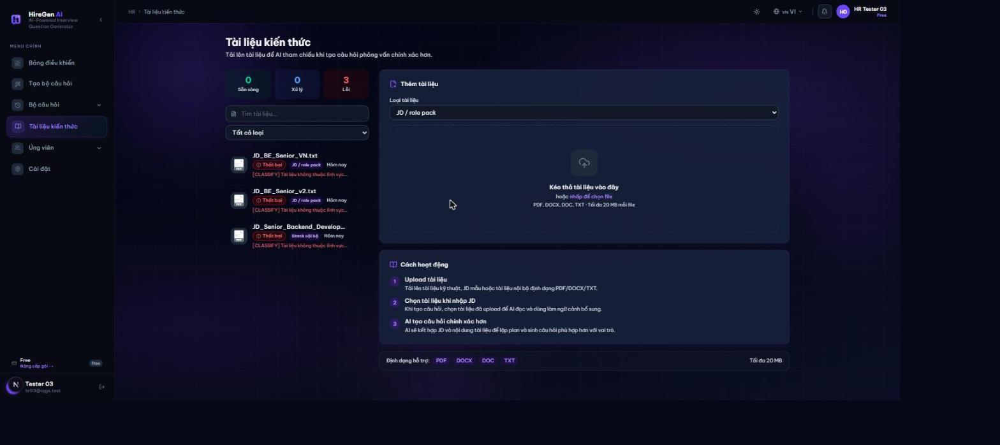 HireGen AI
AI-Powered Interview
Question Generator
MENU CHÍNH
Bảng điều khiển
Tạo bộ câu hỏi
Bộ câu hỏi
Tài liệu kiến thức
Ứng viên
Cài đặt
Free
Nâng cấp gói →
Free
N
Tester 03
hr03@iqgs.test
HR › Tài liệu kiến thức
VN VI
HO
HR Tester 03
Free
Tài liệu kiến thức
Tải lên tài liệu để AI tham chiếu khi tạo câu hỏi phỏng vấn chính xác hơn.
0
Sẵn sàng
0
Xử lý
3
Lỗi
Tìm tài liệu...
Tất cả loại
JD_BE_Senior_VN.txt
Thất bại JD / role pack Hôm nay
[CLASSIFY] Tài liệu không thuộc lĩnh vực...
JD_BE_Senior_v2.txt
Thất bại JD / role pack Hôm nay
[CLASSIFY] Tài liệu không thuộc lĩnh vực...
JD_Senior_Backend_Develop...
Thất bại Stack nội bộ Hôm nay
[CLASSIFY] Tài liệu không thuộc lĩnh vực...
Thêm tài liệu
Loại tài liệu
JD / role pack
Kéo thả tài liệu vào đây
hoặc nhấp để chọn file
PDF, DOCX, DOC, TXT · Tối đa 20 MB mỗi file
Cách hoạt động
1 Upload tài liệu
Tải lên tài liệu kỹ thuật, JD mẫu hoặc tài liệu nội bộ định dạng PDF/DOCX/TXT.
2 Chọn tài liệu khi nhập JD
Khi tạo câu hỏi, chọn tài liệu đã upload để AI đọc và dùng làm ngữ cảnh bổ sung.
3 AI tạo câu hỏi chính xác hơn
AI sẽ kết hợp JD và nội dung tài liệu để lập plan và sinh câu hỏi phù hợp hơn với vai trò.
Định dạng hỗ trợ: PDF DOCX DOC TXT Tối đa 20 MB